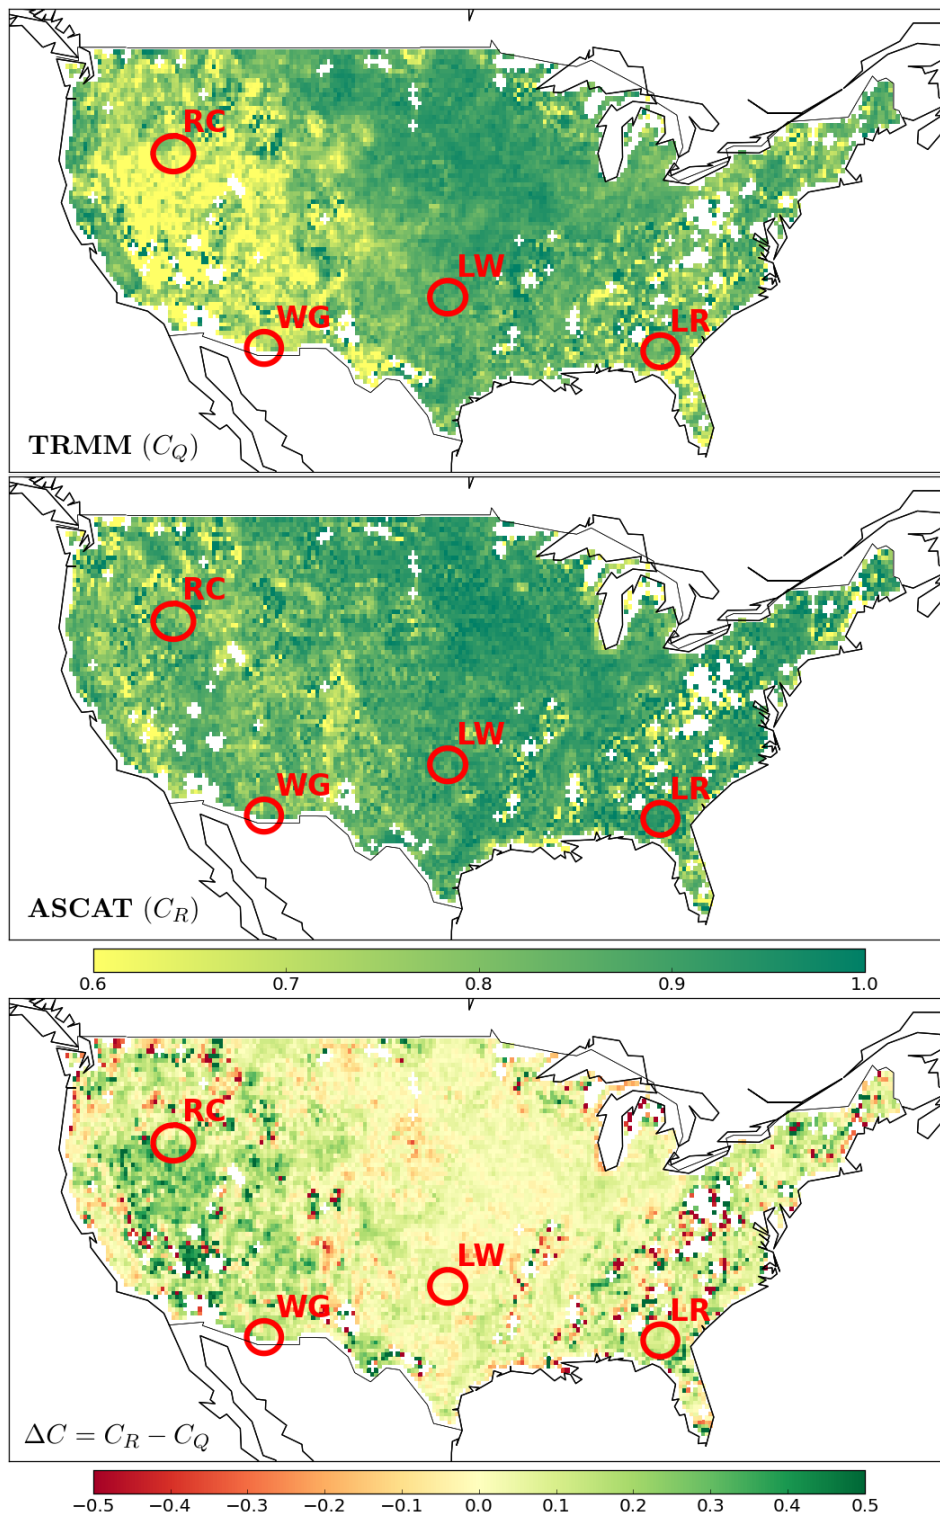 RC
LW
WG
LR
TRMM (C_Q)
RC
LW
WG
LR
ASCAT (C_R)
0.6 0.7 0.8 0.9 1.0
RC
LW
WG
LR
ΔC = C_R − C_Q
−0.5 −0.4 −0.3 −0.2 −0.1 0.0 0.1 0.2 0.3 0.4 0.5